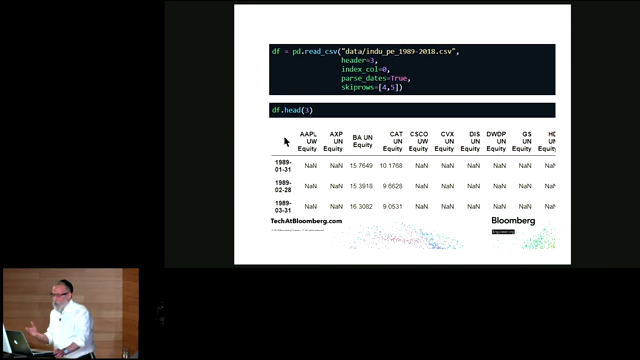 df = pd.read_csv("data/indu_pe_1989-2018.csv",
header=3,
index_col=0,
parse_dates=True,
skiprows=[4,5])
df.head(3)
AAPL UW Equity AXP UN Equity BA UN Equity CAT UN Equity CSCO UW Equity CVX UN Equity DIS UN Equity DWDP UN Equity GS UN Equity
1989-01-31 NaN NaN 15.7649 10.1768 NaN NaN NaN NaN NaN NaN
1989-02-28 NaN NaN 15.3918 9.6628 NaN NaN NaN NaN NaN NaN
1989-03-31 NaN NaN 16.3082 9.0531 NaN NaN NaN NaN NaN NaN
TechAtBloomberg.com
Bloomberg
Engineering